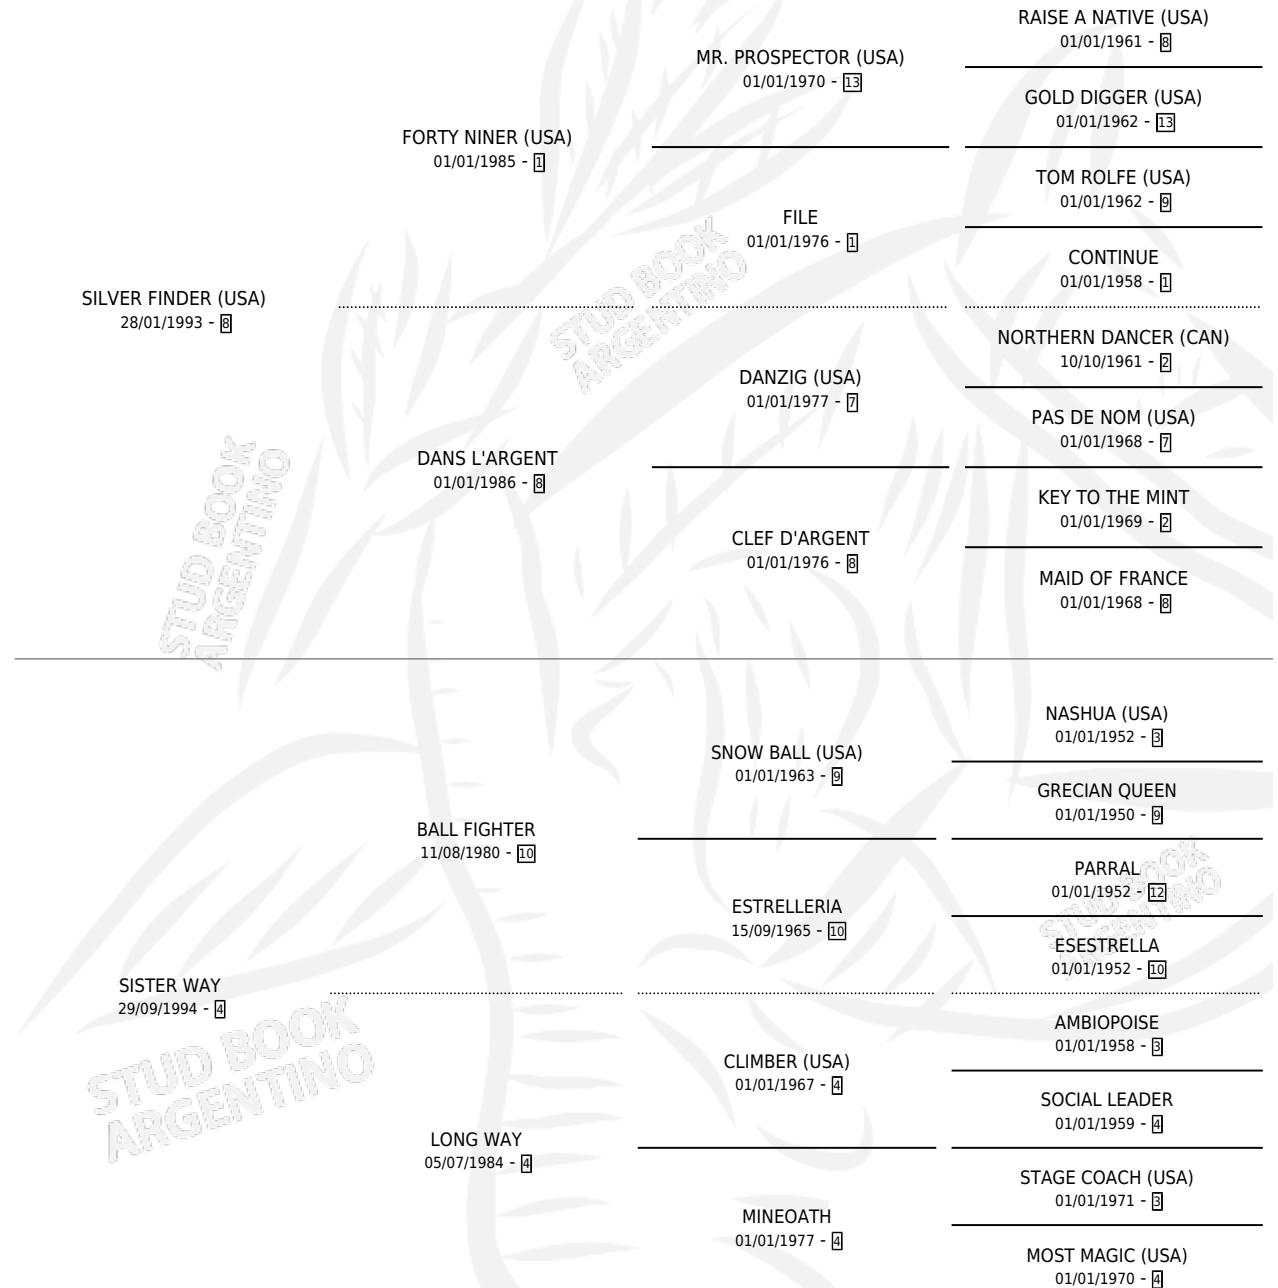 RAISE A NATIVE (USA)
01/01/1961 - 8
MR. PROSPECTOR (USA)
01/01/1970 - 13
GOLD DIGGER (USA)
01/01/1962 - 13
FORTY NINER (USA)
01/01/1985 - 1
TOM ROLFE (USA)
01/01/1962 - 9
FILE
01/01/1976 - 1
CONTINUE
01/01/1958 - 1
SILVER FINDER (USA)
28/01/1993 - 8
NORTHERN DANCER (CAN)
10/10/1961 - 2
DANZIG (USA)
01/01/1977 - 7
PAS DE NOM (USA)
01/01/1968 - 7
DANS L'ARGENT
01/01/1986 - 8
KEY TO THE MINT
01/01/1969 - 2
CLEF D'ARGENT
01/01/1976 - 8
MAID OF FRANCE
01/01/1968 - 8
NASHUA (USA)
01/01/1952 - 3
SNOW BALL (USA)
01/01/1963 - 9
GRECIAN QUEEN
01/01/1950 - 9
BALL FIGHTER
11/08/1980 - 10
PARRAL
01/01/1952 - 12
ESTRELLERIA
15/09/1965 - 10
ESESTRELLA
01/01/1952 - 10
SISTER WAY
29/09/1994 - 4
AMBIOPOISE
01/01/1958 - 3
CLIMBER (USA)
01/01/1967 - 4
SOCIAL LEADER
01/01/1959 - 4
LONG WAY
05/07/1984 - 4
STAGE COACH (USA)
01/01/1971 - 3
MINEOATH
01/01/1977 - 4
MOST MAGIC (USA)
01/01/1970 - 4
STUD BOOK
ARGENTINO
STUD BOOK
ARGENTINO
STUD BOOK
ARGENTINO
STUD BOOK
ARGENTINO